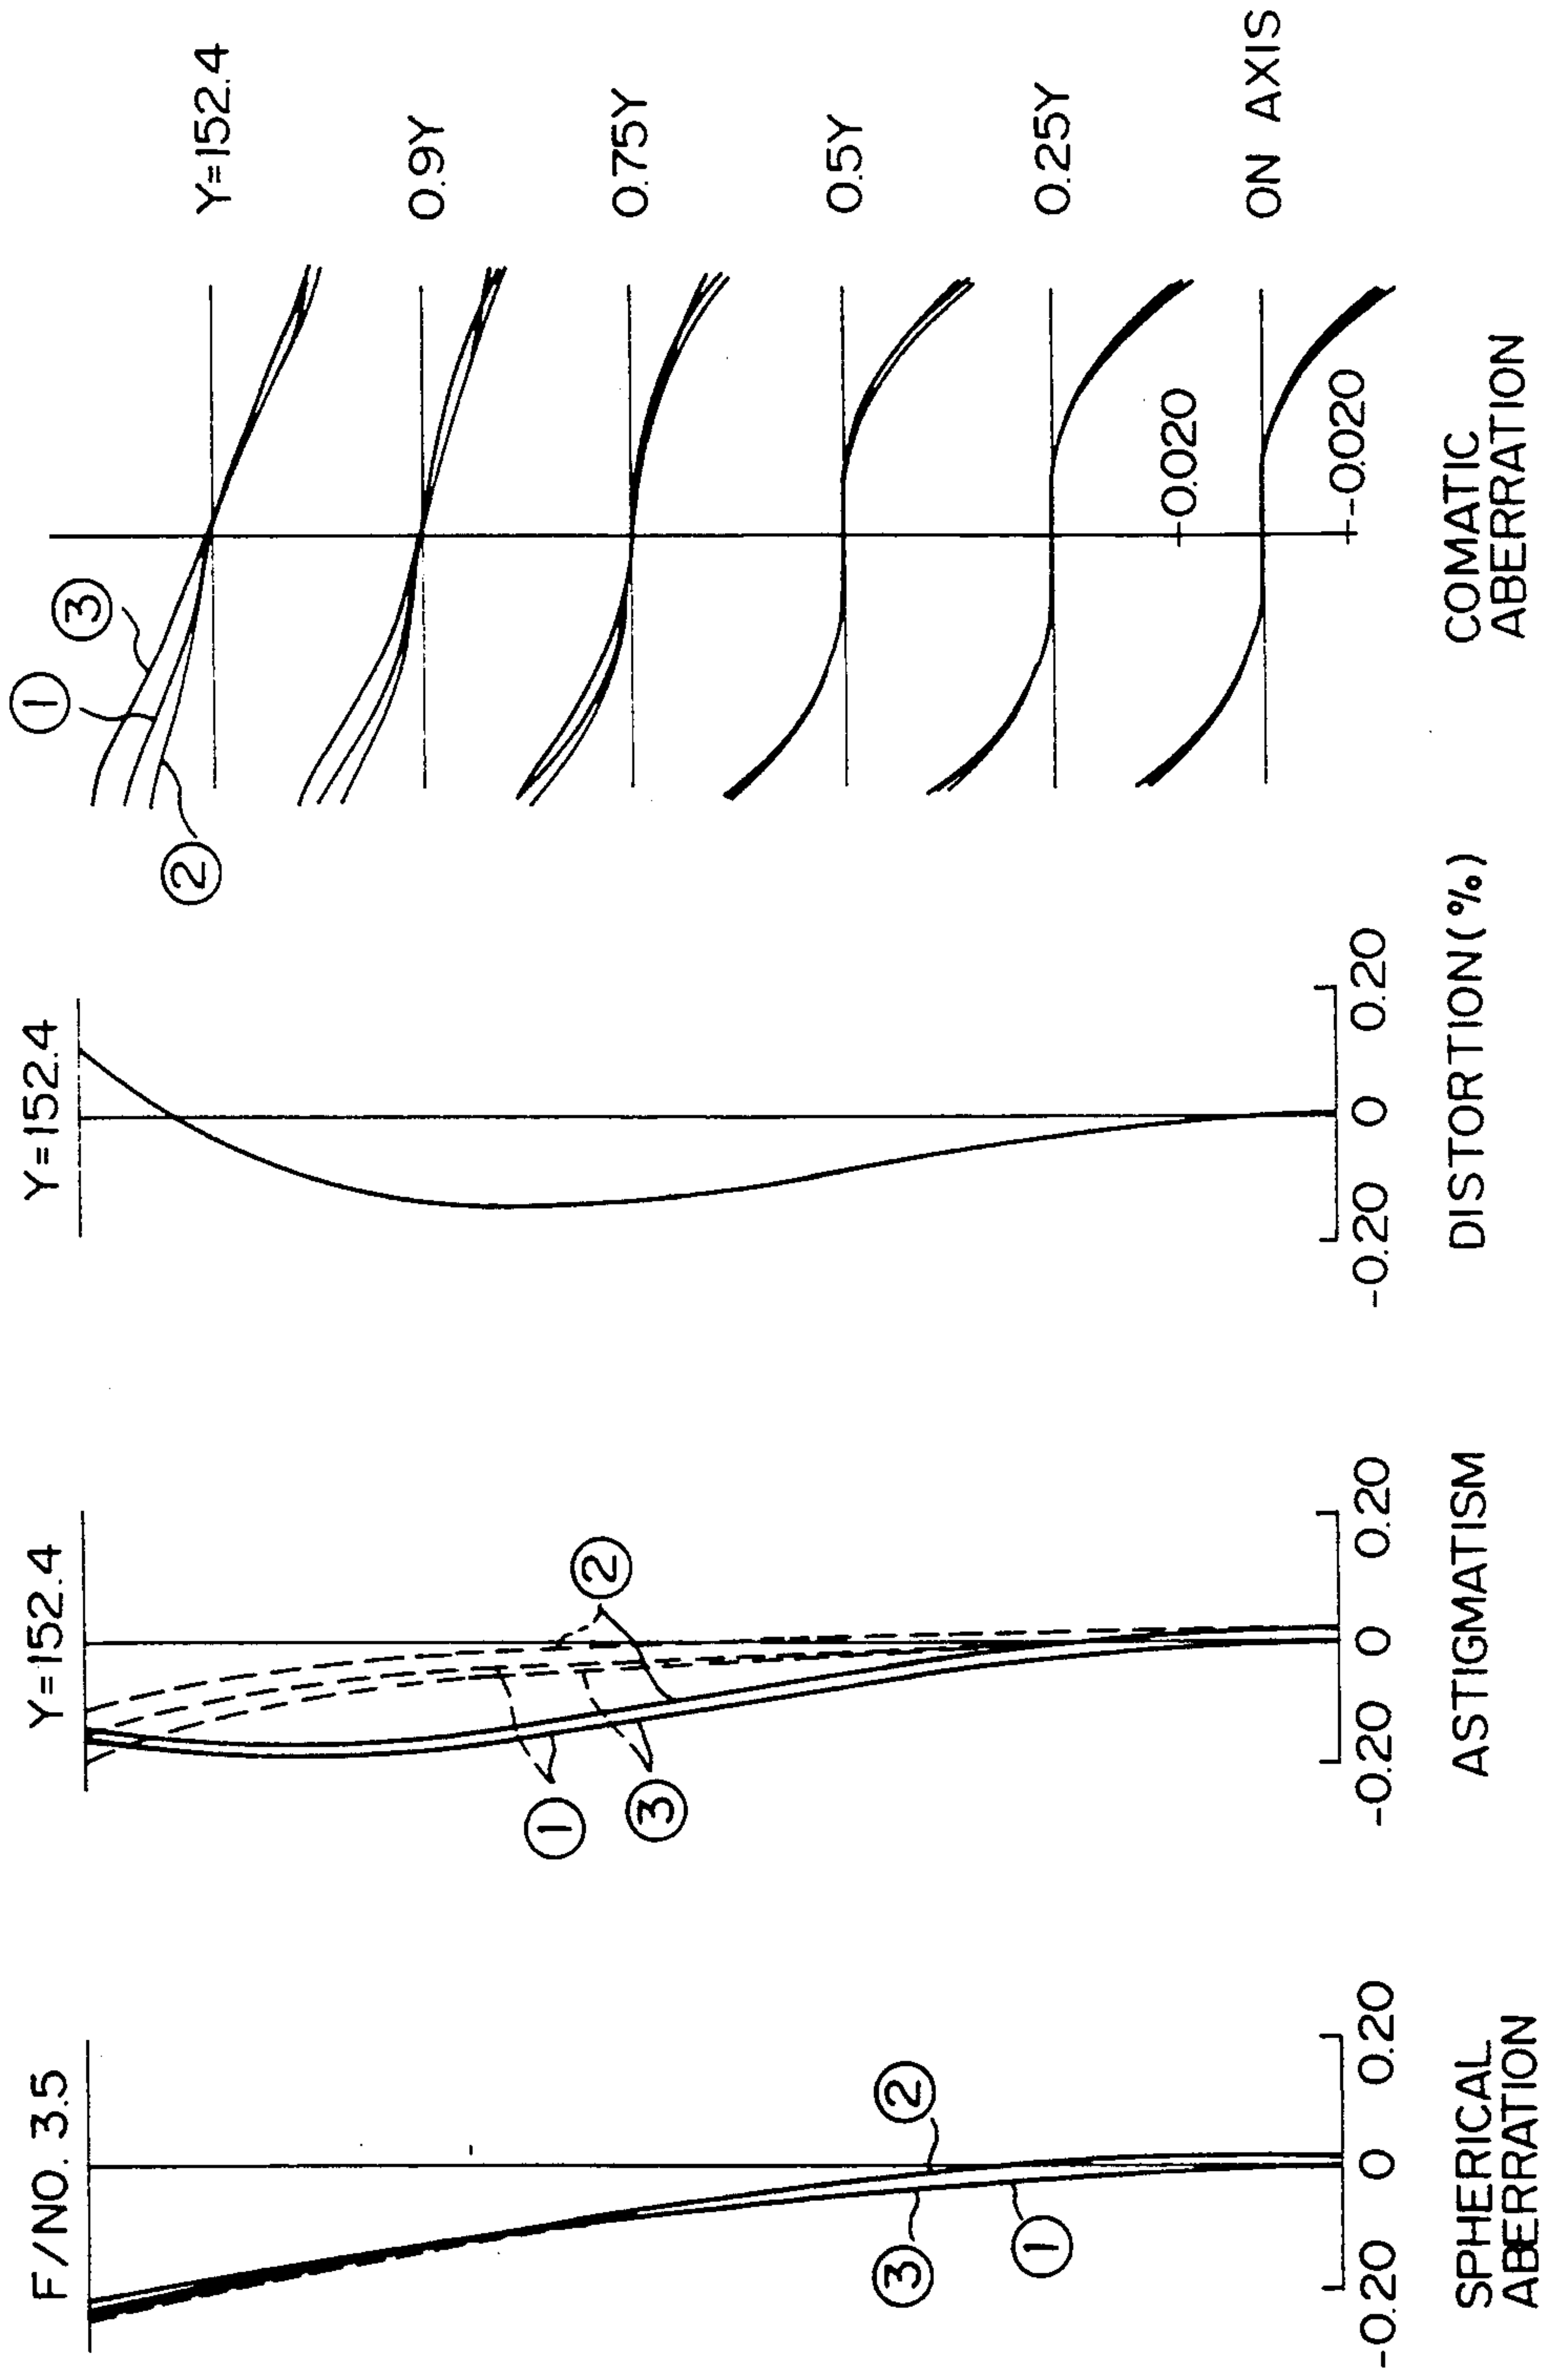 F/NO. 3.5
②
③
①
-0.20 0 0.20
SPHERICAL
ABERRATION
Y=152.4
②
①
③
-0.20 0 0.20
ASTIGMATISM
Y=152.4
-0.20 0 0.20
DISTORTION(%)
①
③
②
Y=152.4
0.9Y
0.75Y
0.5Y
0.25Y
0.020
ON AXIS
-0.020
COMATIC
ABERRATION